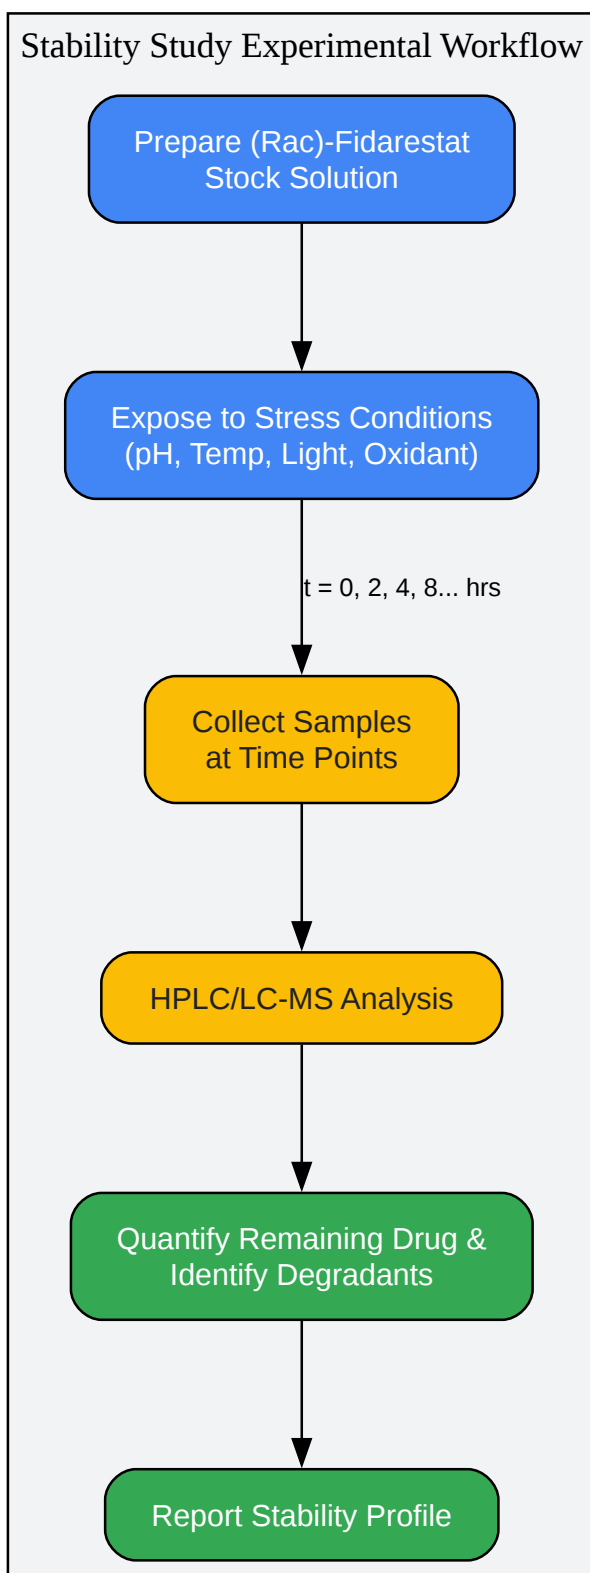 Stability Study Experimental Workflow
Prepare (Rac)-Fidarestat
Stock Solution
Expose to Stress Conditions
(pH, Temp, Light, Oxidant)
t = 0, 2, 4, 8... hrs
Collect Samples
at Time Points
HPLC/LC-MS Analysis
Quantify Remaining Drug &
Identify Degradants
Report Stability Profile